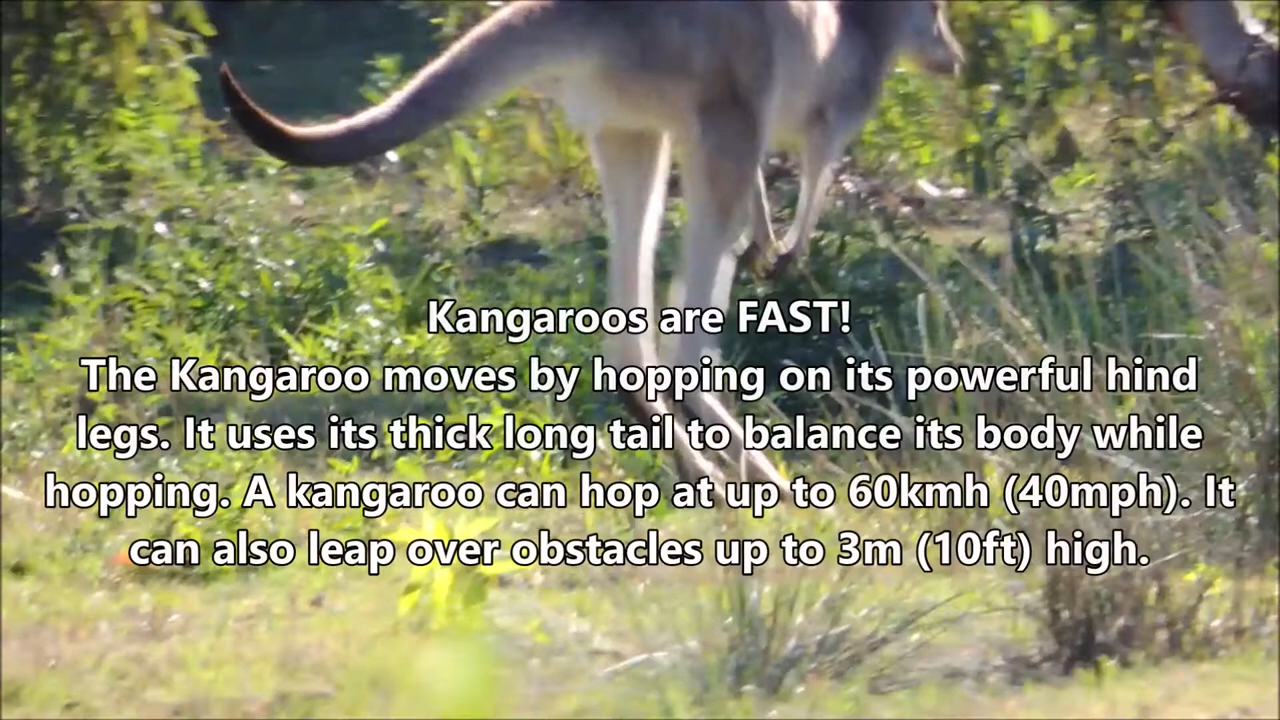 Kangaroos are FAST!
The Kangaroo moves by hopping on its powerful hind
legs. It uses its thick long tail to balance its body while
hopping. A kangaroo can hop at up to 60kmh (40mph). It
can also leap over obstacles up to 3m (10ft) high.